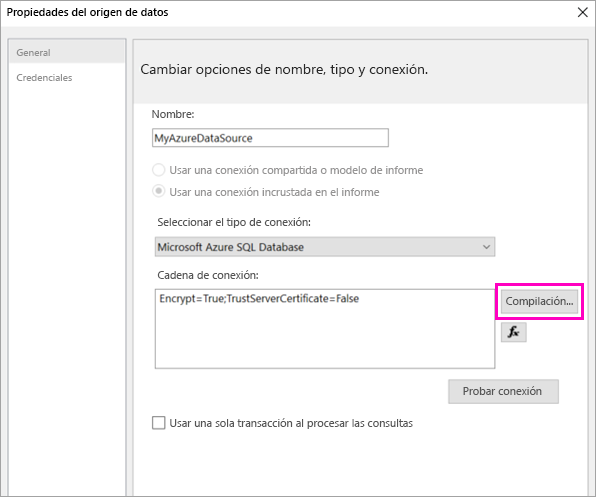 Propiedades del origen de datos
General
Credenciales
Cambiar opciones de nombre, tipo y conexión.
Nombre:
MyAzureDataSource
Usar una conexión compartida o modelo de informe
Usar una conexión incrustada en el informe
Seleccionar el tipo de conexión:
Microsoft Azure SQL Database
Cadena de conexión:
Encrypt=True;TrustServerCertificate=False
Compilación...
fx
Probar conexión
Usar una sola transacción al procesar las consultas